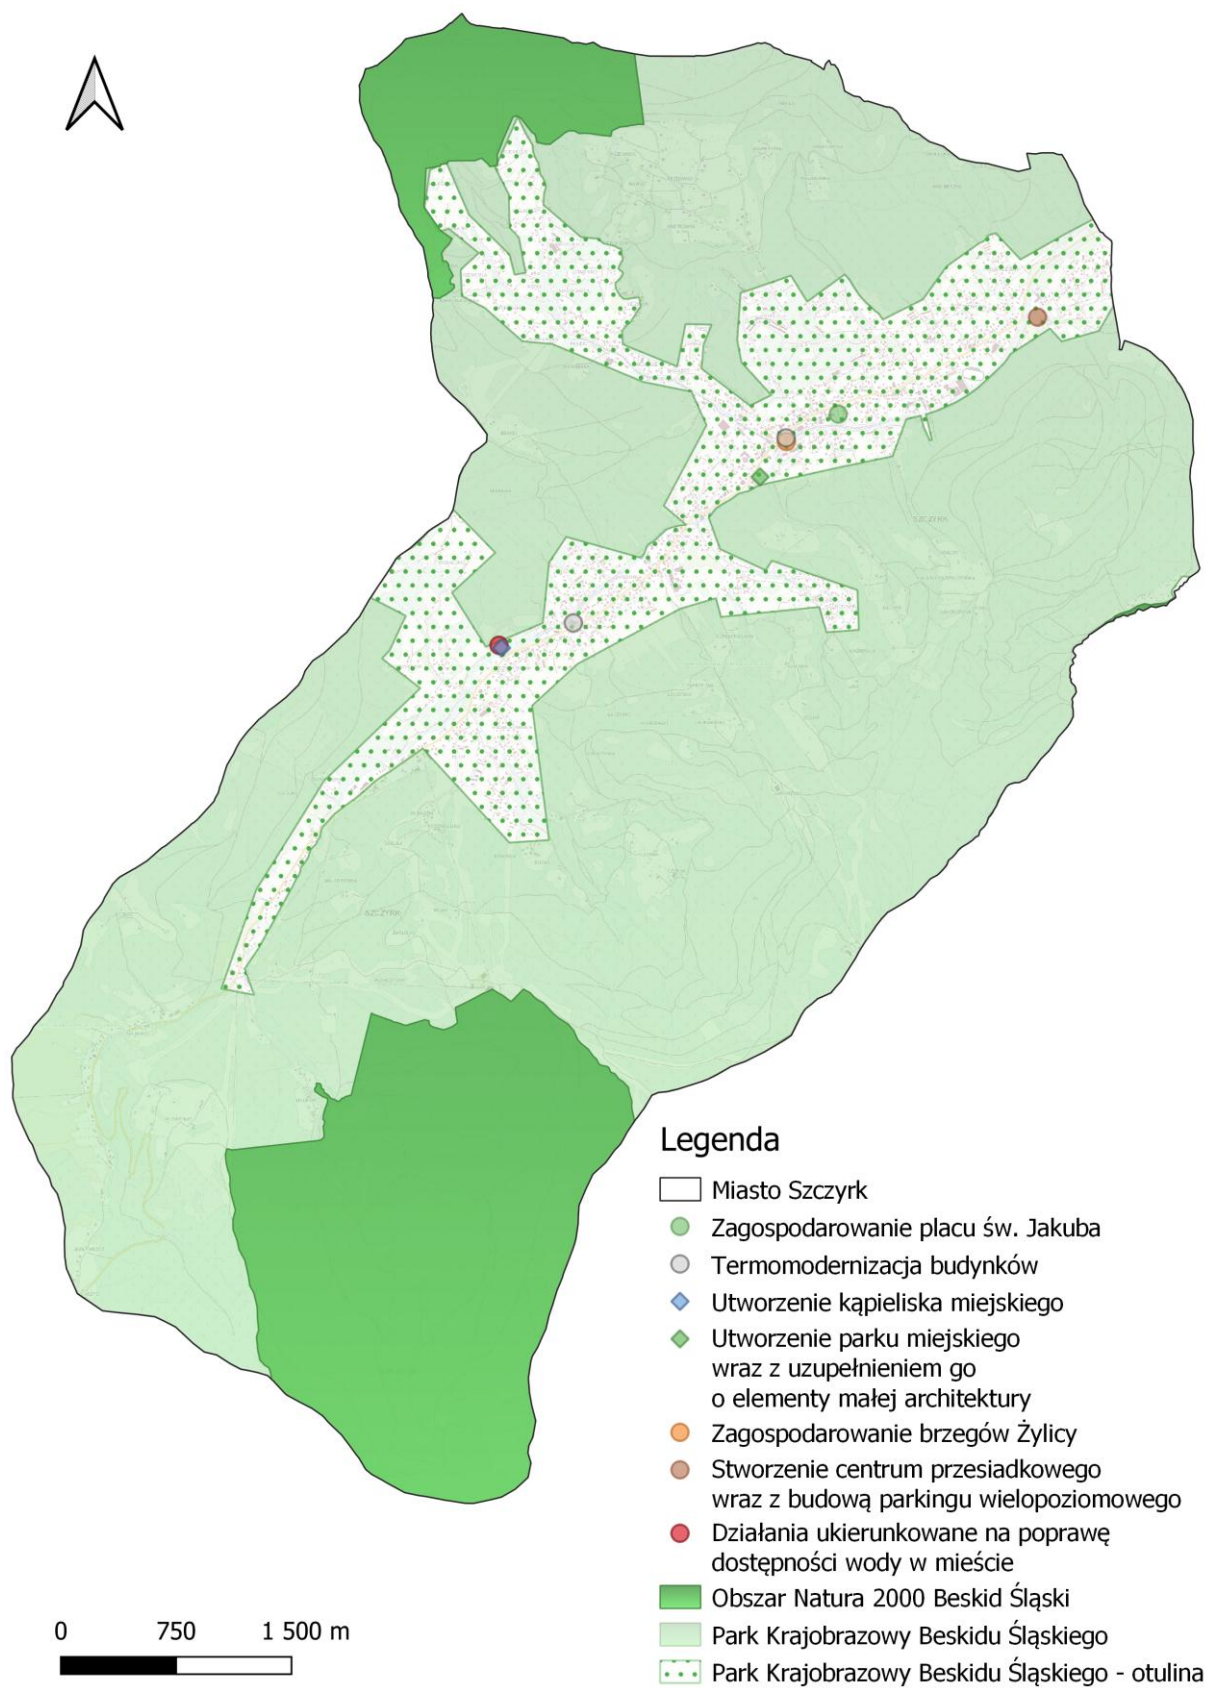 SZCZYRK
SZCZYRK
Legenda
Miasto Szczyrk
Zagospodarowanie placu św. Jakuba
Termomodernizacja budynków
Utworzenie kąpieliska miejskiego
Utworzenie parku miejskiego
wraz z uzupełnieniem go
o elementy małej architektury
Zagospodarowanie brzegów Żylicy
Stworzenie centrum przesiadkowego
wraz z budową parkingu wielopoziomowego
Działania ukierunkowane na poprawę
dostępności wody w mieście
Obszar Natura 2000 Beskid Śląski
Park Krajobrazowy Beskidu Śląskiego
Park Krajobrazowy Beskidu Śląskiego - otulina
0 750 1 500 m